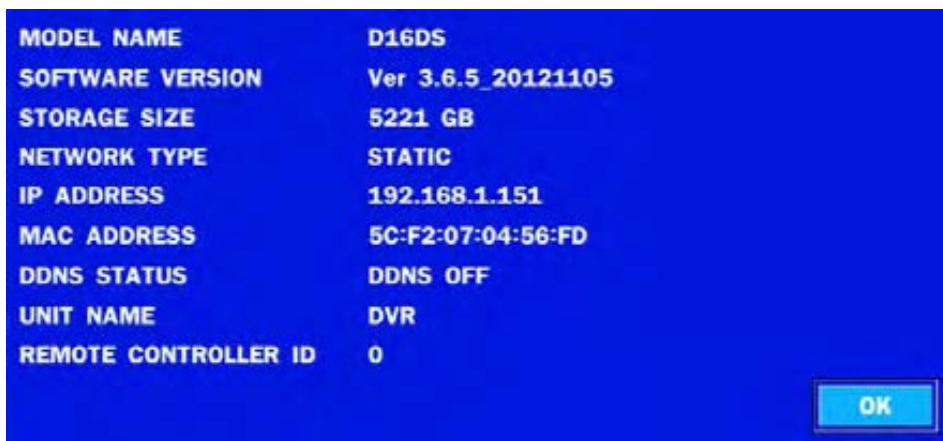 MODEL NAME D16DS
SOFTWARE VERSION Ver 3.6.5_20121105
STORAGE SIZE 5221 GB
NETWORK TYPE STATIC
IP ADDRESS 192.168.1.151
MAC ADDRESS 5C:F2:07:04:56:FD
DDNS STATUS DDNS OFF
UNIT NAME DVR
REMOTE CONTROLLER ID 0
OK